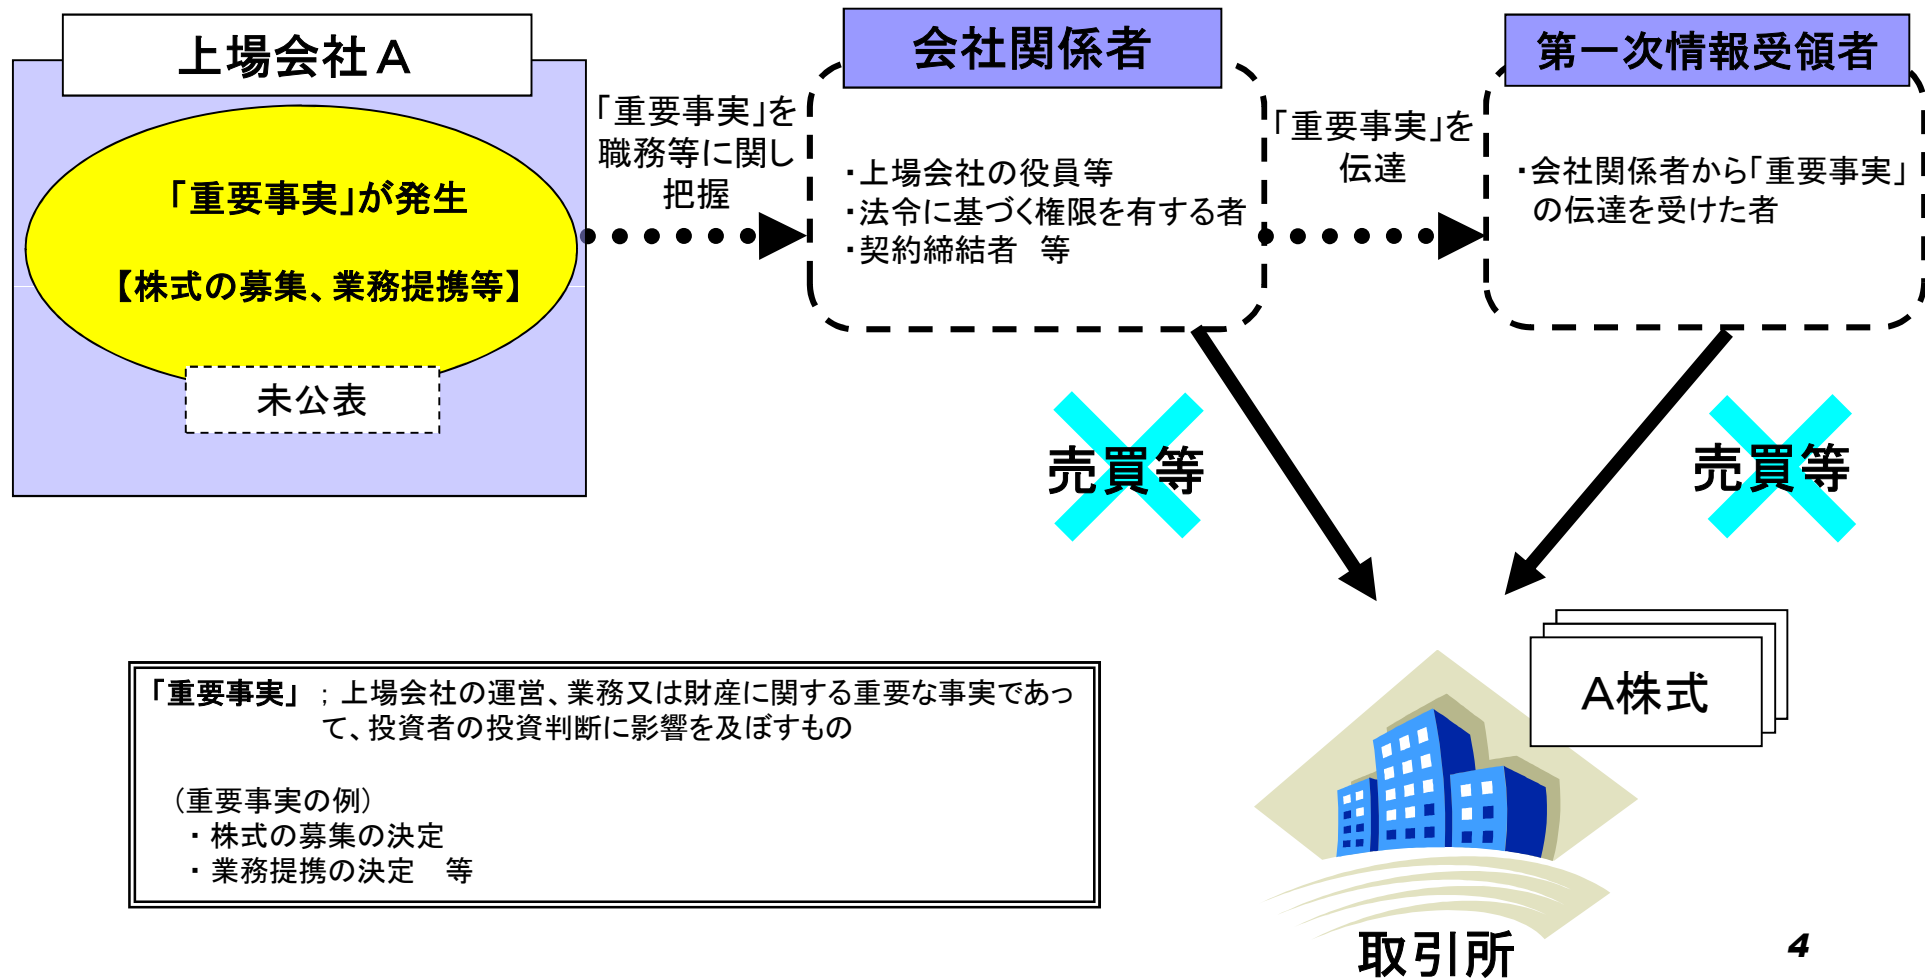 上場会社A
「重要事実」が発生
【株式の募集、業務提携等】
未公表
「重要事実」を
職務等に関し
把握
会社関係者
・上場会社の役員等
・法令に基づく権限を有する者
・契約締結者　等
「重要事実」を
伝達
第一次情報受領者
・会社関係者から「重要事実」
の伝達を受けた者
売買等
売買等
「重要事実」 ; 上場会社の運営、業務又は財産に関する重要な事実であっ
て、投資者の投資判断に影響を及ぼすもの
（重要事実の例）
・株式の募集の決定
・業務提携の決定　等
A株式
取引所
4